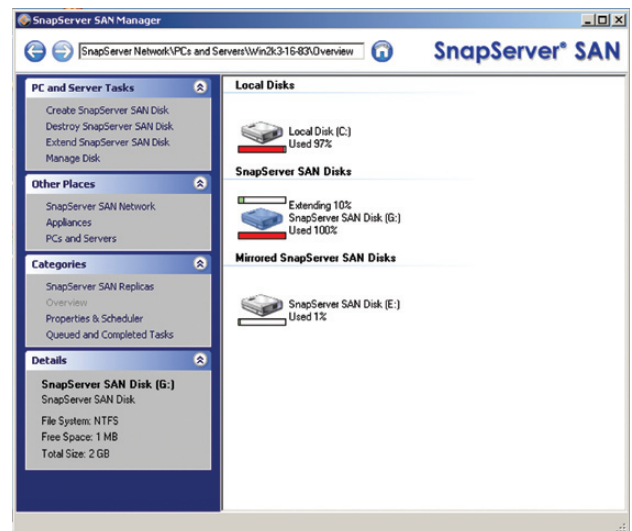 SnapServer SAN Manager
SnapServer Network\PCs and Servers\Win2k3-16-83\Overview
SnapServer® SAN
PC and Server Tasks
Create SnapServer SAN Disk
Destroy SnapServer SAN Disk
Extend SnapServer SAN Disk
Manage Disk
Other Places
SnapServer SAN Network
Appliances
PCs and Servers
Categories
SnapServer SAN Replicas
Overview
Properties & Scheduler
Queued and Completed Tasks
Details
SnapServer SAN Disk (G:)
SnapServer SAN Disk
File System: NTFS
Free Space: 1 MB
Total Size: 2 GB
Local Disks
Local Disk (C:)
Used 97%
SnapServer SAN Disks
Extending 10%
SnapServer SAN Disk (G:)
Used 100%
Mirrored SnapServer SAN Disks
SnapServer SAN Disk (E:)
Used 1%